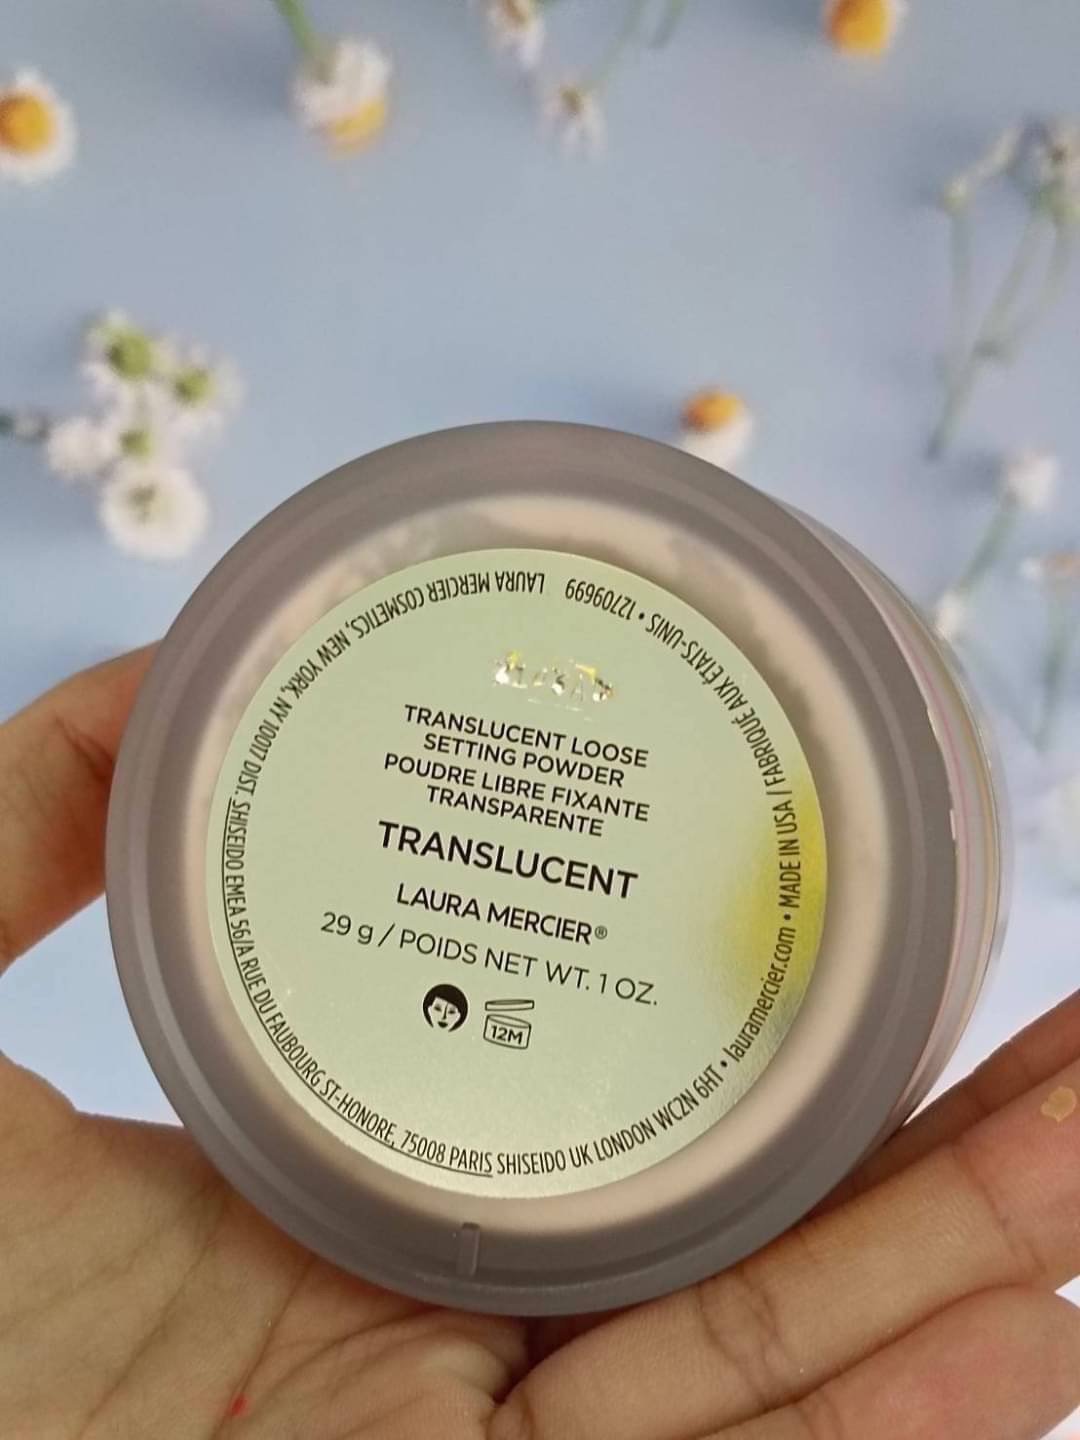 TRANSLUCENT LOOSE
SETTING POWDER
POUDRE LIBRE FIXANTE
TRANSPARENTE
TRANSLUCENT
LAURA MERCIER®
29 g / POIDS NET WT. 1 OZ.
12M
LAURA MERCIER COSMETICS, NEW YORK, NY 10017 DIST. SHISEIDO EMEA 56/A RUE DU FAUBOURG ST-HONORE, 75008 PARIS SHISEIDO UK LONDON WC2N 6HT • lauramercier.com • MADE IN USA / FABRIQUÉ AUX ÉTATS-UNIS • 12709699